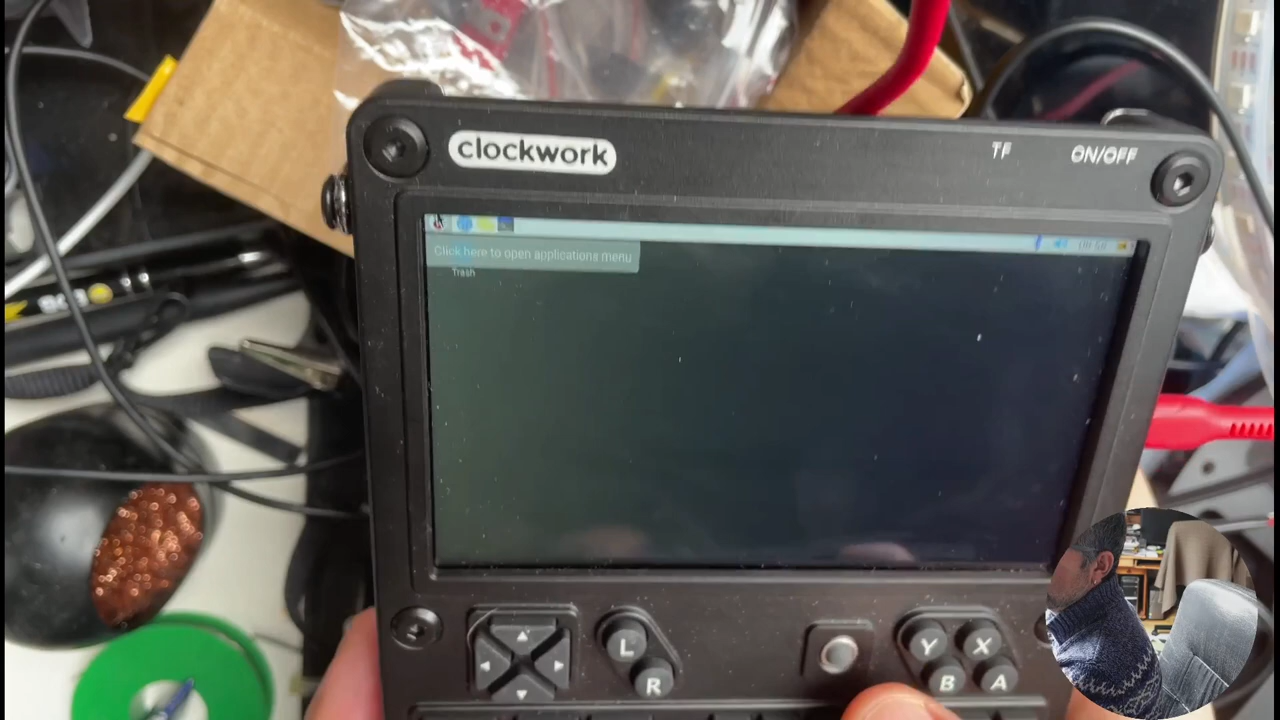 clockwork
TF
ON/OFF
Click here to open applications menu
Trash
L
R
Y
X
B
A